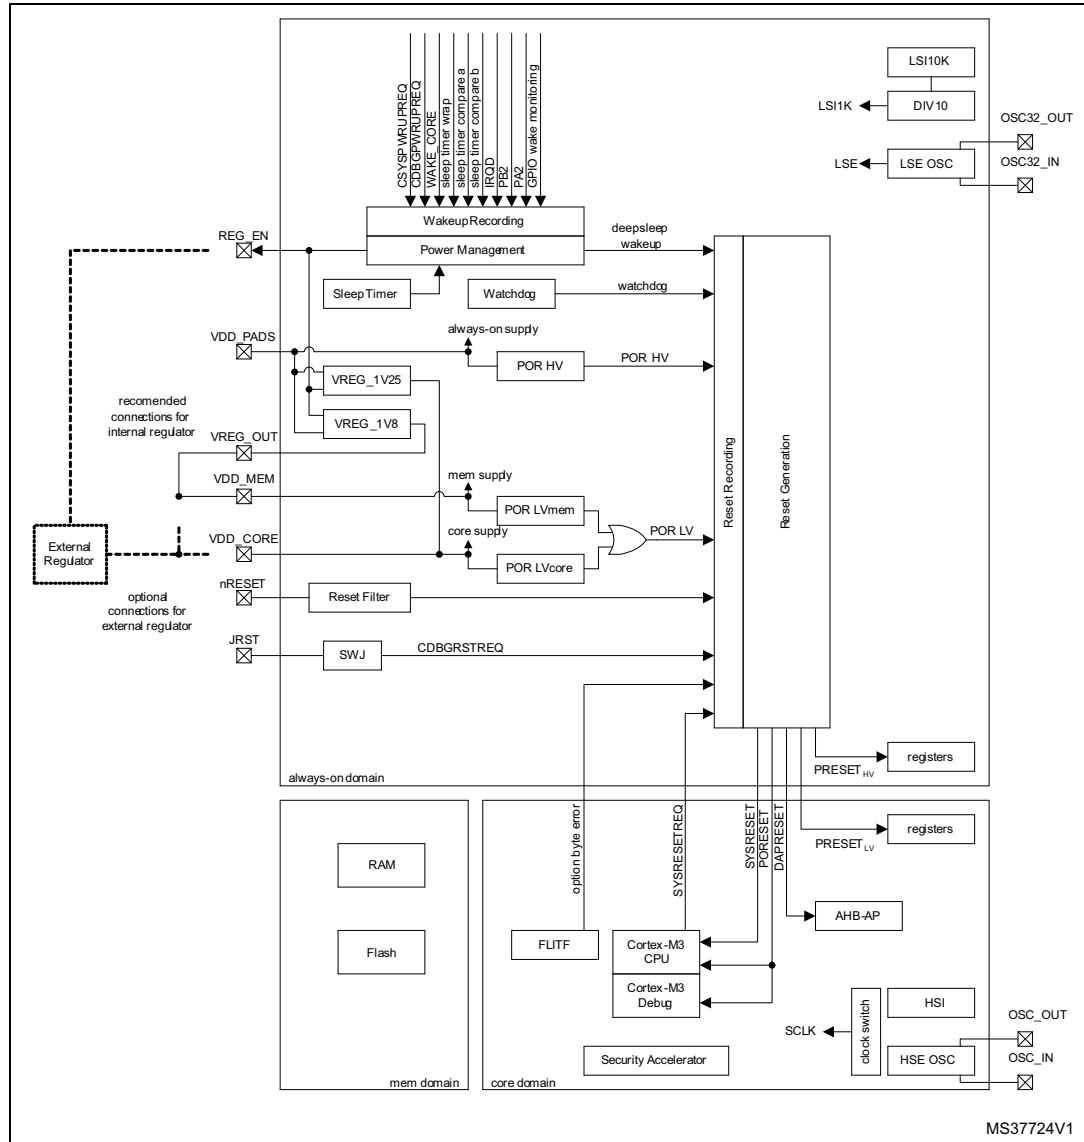 CSYSPWRUPREQ
CDBGPWRUPREQ
WAKE_CORE
sleep timer wrap
sleep timer compare a
sleep timer compare b
IRQD
PB2
PA2
GPIO wake monitoring
LSI10K
LSI1K
DIV10
OSC32_OUT
LSE
LSE OSC
OSC32_IN
Wakeup Recording
REG_EN
Power Management
deep sleep
wakeup
Sleep Timer
Watchdog
watchdog
VDD_PADS
always-on supply
POR HV
POR HV
VREG_1V25
recomended
connections for
internal regulator
VREG_1V8
VREG_OUT
VDD_MEM
mem supply
POR LVmem
Reset Recording
Reset Generation
External
Regulator
VDD_CORE
core supply
POR LVcore
POR LV
nRESET
Reset Filter
optional
connections for
external regulator
JRST
SWJ
CDBGRSTREQ
registers
PRESET HV
always-on domain
option byte error
SYSRESETREQ
SYSRESET
PORESET
DAPRESET
registers
PRESET LV
RAM
AHB-AP
Flash
FLITF
Cortex-M3
CPU
Cortex-M3
Debug
HSI
SCLK
clock switch
OSC_OUT
HSE OSC
OSC_IN
Security Accelerator
mem domain
core domain
MS37724V1